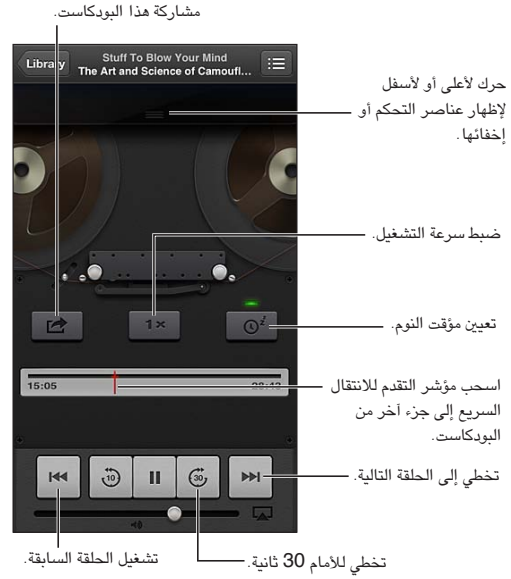 مشاركة هذا البودكاست.
Library
Stuff To Blow Your Mind
The Art and Science of Camoufl...
حرك لأعلى أو لأسفل
لإظهار عناصر التحكم أو
إخفائها.
ضبط سرعة التشغيل.
1×
z
z
تعيين مؤقت النوم.
15:05
28:13
اسحب مؤشر التقدم للانتقال
السريع إلى جزء آخر من
البودكاست.
10
30
تخطي إلى الحلقة التالية.
تشغيل الحلقة السابقة.
تخطي للأمام 30 ثانية.